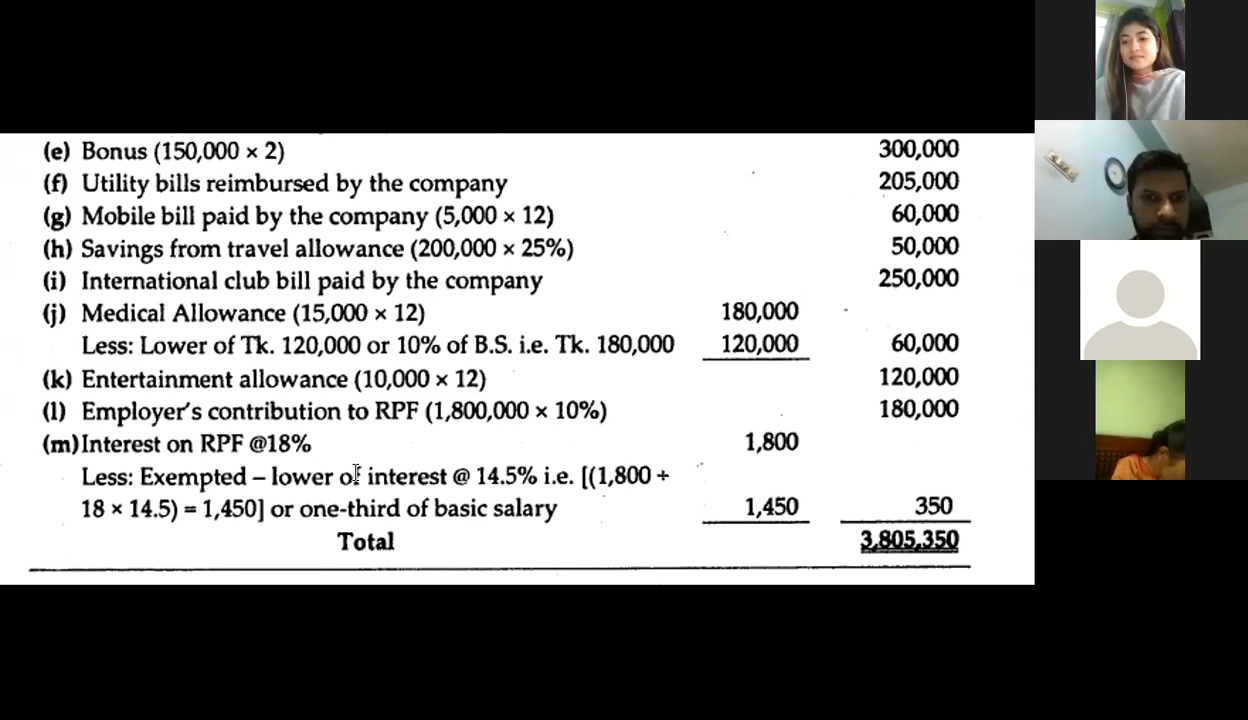 (e) Bonus (150,000 × 2) 300,000
(f) Utility bills reimbursed by the company 205,000
(g) Mobile bill paid by the company (5,000 × 12) 60,000
(h) Savings from travel allowance (200,000 × 25%) 50,000
(i) International club bill paid by the company 250,000
(j) Medical Allowance (15,000 × 12) 180,000
Less: Lower of Tk. 120,000 or 10% of B.S. i.e. Tk. 180,000 120,000 60,000
(k) Entertainment allowance (10,000 × 12) 120,000
(l) Employer's contribution to RPF (1,800,000 × 10%) 180,000
(m) Interest on RPF @18% 1,800
Less: Exempted – lower of interest @ 14.5% i.e. [(1,800 ÷
18 × 14.5) = 1,450] or one-third of basic salary 1,450 350
Total 3,805,350